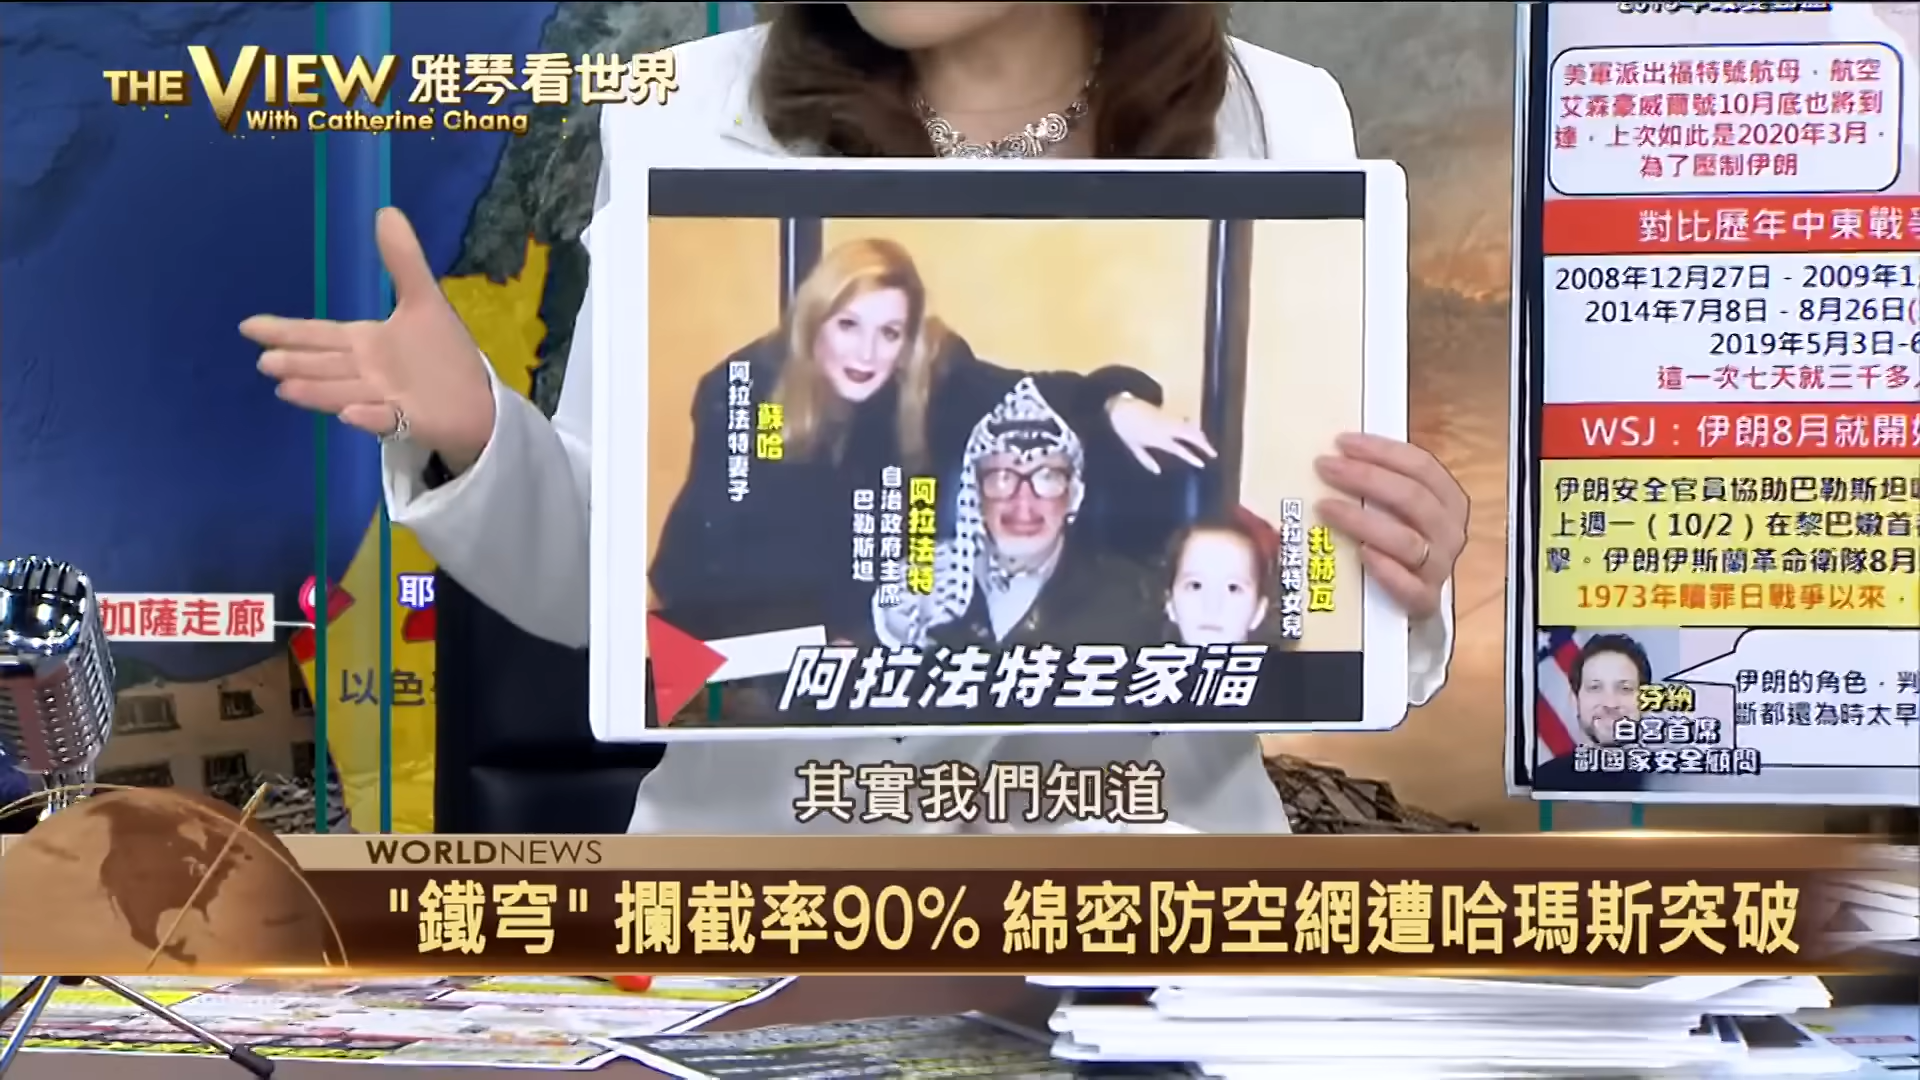 THE VIEW 雅琴看世界
With Catherine Chang
美軍派出福特號航母，航空
艾森豪威爾號10月底也將到
達，上次如此是2020年3月，
為了壓制伊朗
對比歷年中東戰爭
2008年12月27日 - 2009年1
2014年7月8日 - 8月26日
2019年5月3日-6
這一次七天就三千多
WSJ：伊朗8月就開始
伊朗安全官員協助巴勒斯坦
上週一（10/2）在黎巴嫩首
擊。伊朗伊斯蘭革命衛隊8月
1973年贖罪日戰爭以來，
伊朗的角色，判
斷都還為時太早
芬納
白宮首席
副國家安全顧問
蘇哈
阿拉法特妻子
阿拉法特
自治政府主席
巴勒斯坦
扎赫瓦
阿拉法特女兒
阿拉法特全家福
加薩走廊
耶
以色
其實我們知道
WORLDNEWS
"鐵穹" 攔截率90% 綿密防空網遭哈瑪斯突破